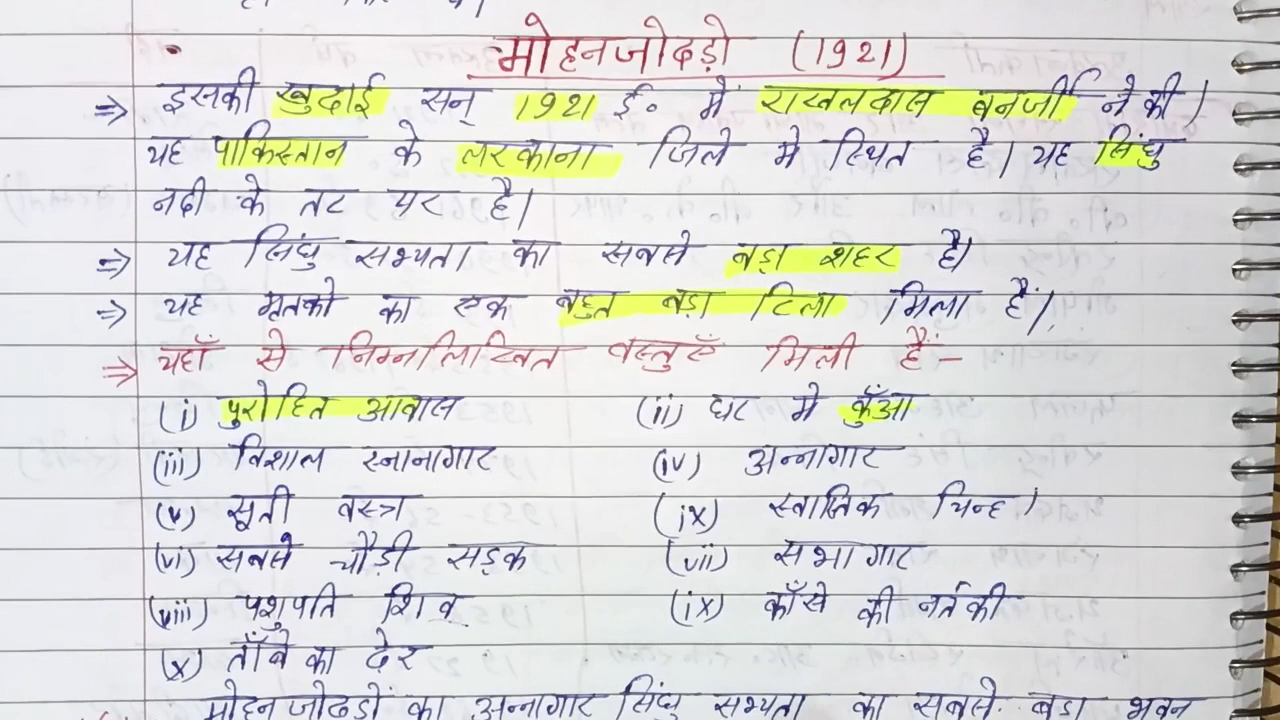 मोहनजोदड़ो (1921)
⇒ इसकी खुदाई सन् 1921 ई० में राखलदास बनर्जी ने की।
यह पाकिस्तान के लरकाना जिले मे स्थित है। यह सिंधु
नदी के तट पर है।
⇒ यह सिंधु सभ्यता का सबसे बड़ा शहर है।
⇒ यह मृतको का एक बहुत बड़ा टिला मिला हैं।
⇒ यहाँ से निम्नलिखित वस्तुएँ मिली हैं:-
(i) पुरोहित आवास (ii) घर मे कुँआ
(iii) विशाल स्नानागार (iv) अन्नागार
(v) सूती वस्त्र (ix) स्वास्तिक चिन्ह।
(vi) सबसे चौड़ी सड़क (vii) सभागार
(viii) पशुपति शिव (ix) काँसे की नर्तकी
(x) ताँबे का ढेर
मोहनजोदड़ों का अन्नागार सिंधु सभ्यता का सबसे बड़ा भवन